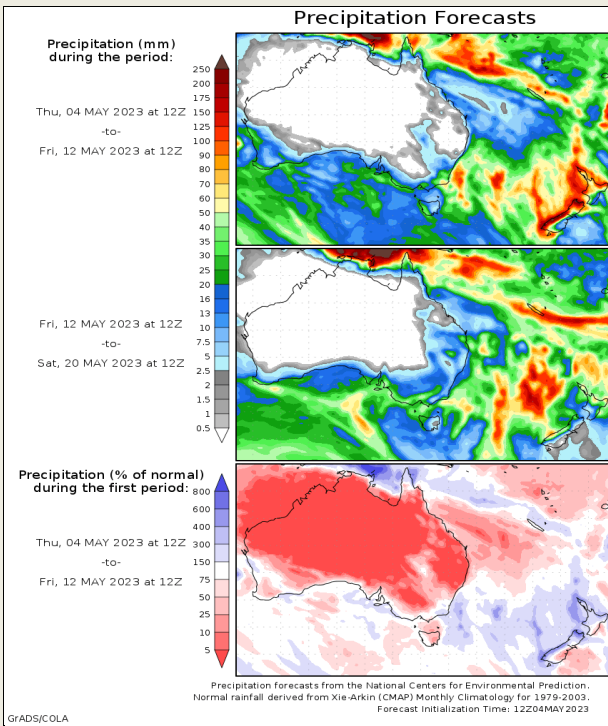 Precipitation Forecasts
Precipitation (mm)
during the period:
Thu, 04 MAY 2023 at 12Z
-to-
Fri, 12 MAY 2023 at 12Z
250
200
175
150
125
100
90
80
70
60
50
40
35
30
25
20
16
13
10
7.5
5
2.5
2
1.5
1
0.5
Fri, 12 MAY 2023 at 12Z
-to-
Sat, 20 MAY 2023 at 12Z
Precipitation (% of normal)
during the first period:
Thu, 04 MAY 2023 at 12Z
-to-
Fri, 12 MAY 2023 at 12Z
800
600
400
300
150
75
50
25
10
5
Precipitation forecasts from the National Centers for Environmental Prediction.
Normal rainfall derived from Xie-Arkin (CMAP) Monthly Climatology for 1979-2003.
Forecast Initialization Time: 12Z04MAY2023
GrADS/COLA